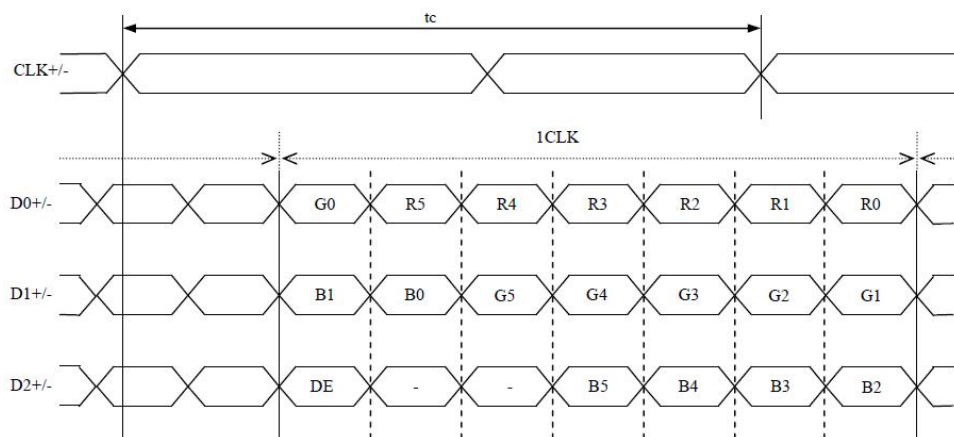 tc
CLK+/-
1CLK
D0+/- G0 R5 R4 R3 R2 R1 R0
D1+/- B1 B0 G5 G4 G3 G2 G1
D2+/- DE - - B5 B4 B3 B2